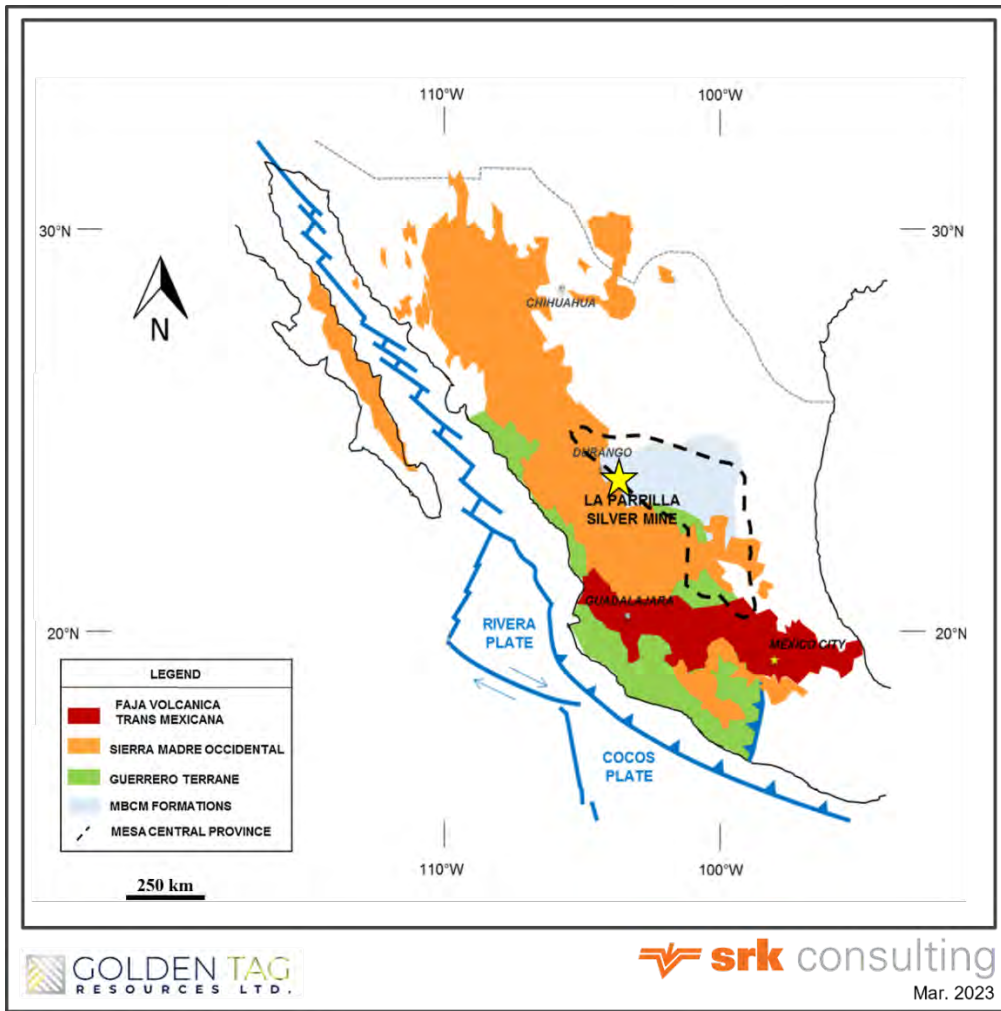 110°W
100°W
30°N
30°N
CHIHUAHUA
N
DURANGO
LA PARRILLA
SILVER MINE
GUADALAJARA
RIVERA
PLATE
20°N
20°N
MEXICO CITY
LEGEND
FAJA VOLCANICA
TRANS MEXICANA
SIERRA MADRE OCCIDENTAL
GUERRERO TERRANE
MBCM FORMATIONS
MESA CENTRAL PROVINCE
COCOS
PLATE
110°W
100°W
250 km
GOLDEN TAG
RESOURCES LTD.
srk consulting
Mar. 2023